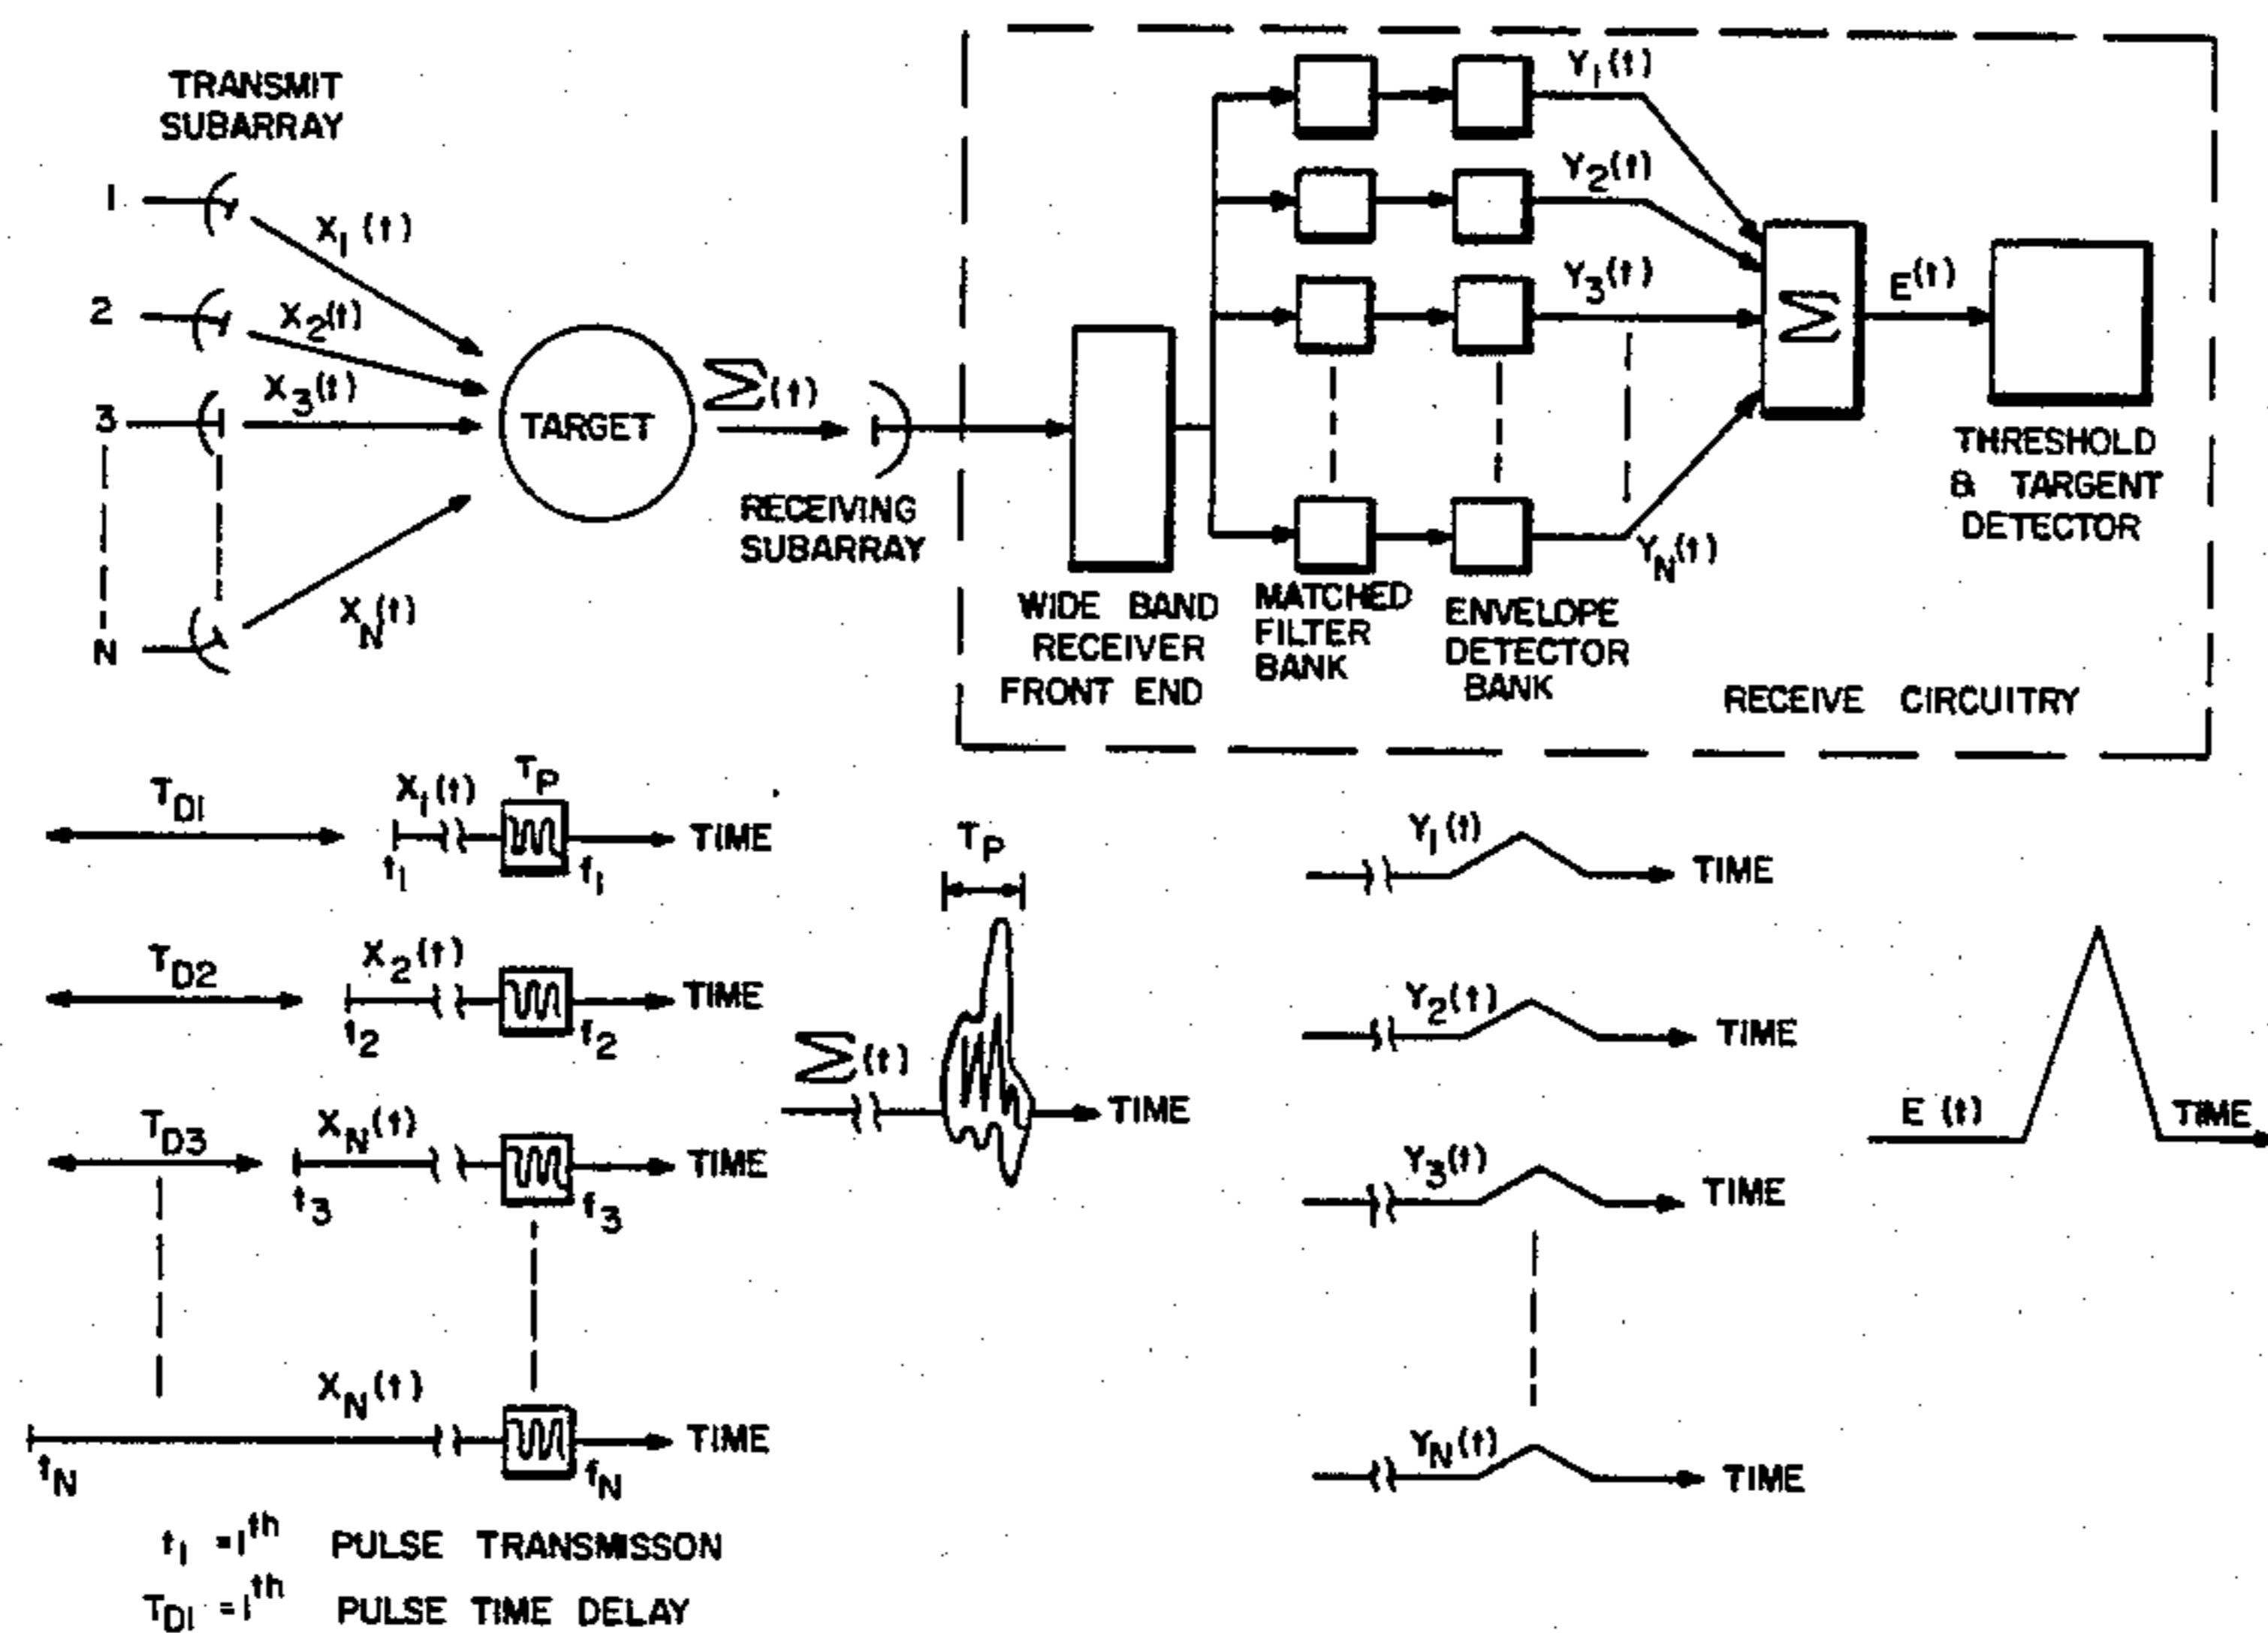 TRANSMIT
SUBARRAY
1
X1(t)
2
X2(t)
3
X3(t)
N
XN(t)
TARGET
Σ(t)
RECEIVING
SUBARRAY
WIDE BAND
RECEIVER
FRONT END
MATCHED
FILTER
BANK
ENVELOPE
DETECTOR
BANK
Y1(t)
Y2(t)
Y3(t)
YN(t)
Σ
E(t)
THRESHOLD
& TARGENT
DETECTOR
RECEIVE CIRCUITRY
TD1
X1(t)
TP
TIME
t1
f1
TD2
X2(t)
TIME
t2
f2
TD3
XN(t)
TIME
t3
f3
XN(t)
TIME
tN
fN
t1 = 1th PULSE TRANSMISSON
TD1 = 1th PULSE TIME DELAY
TP
Σ(t)
TIME
Y1(t)
TIME
Y2(t)
TIME
Y3(t)
TIME
YN(t)
TIME
E (t)
TIME